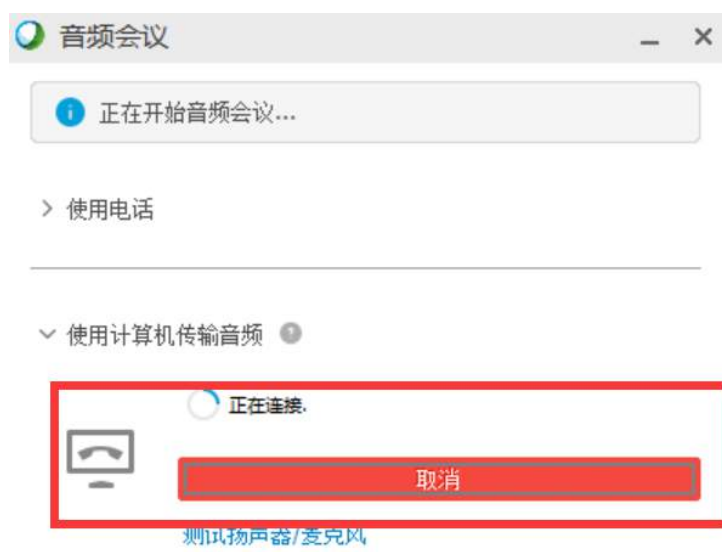 音频会议
正在开始音频会议...
使用电话
使用计算机传输音频
正在连接.
取消
测试扬声器/麦克风